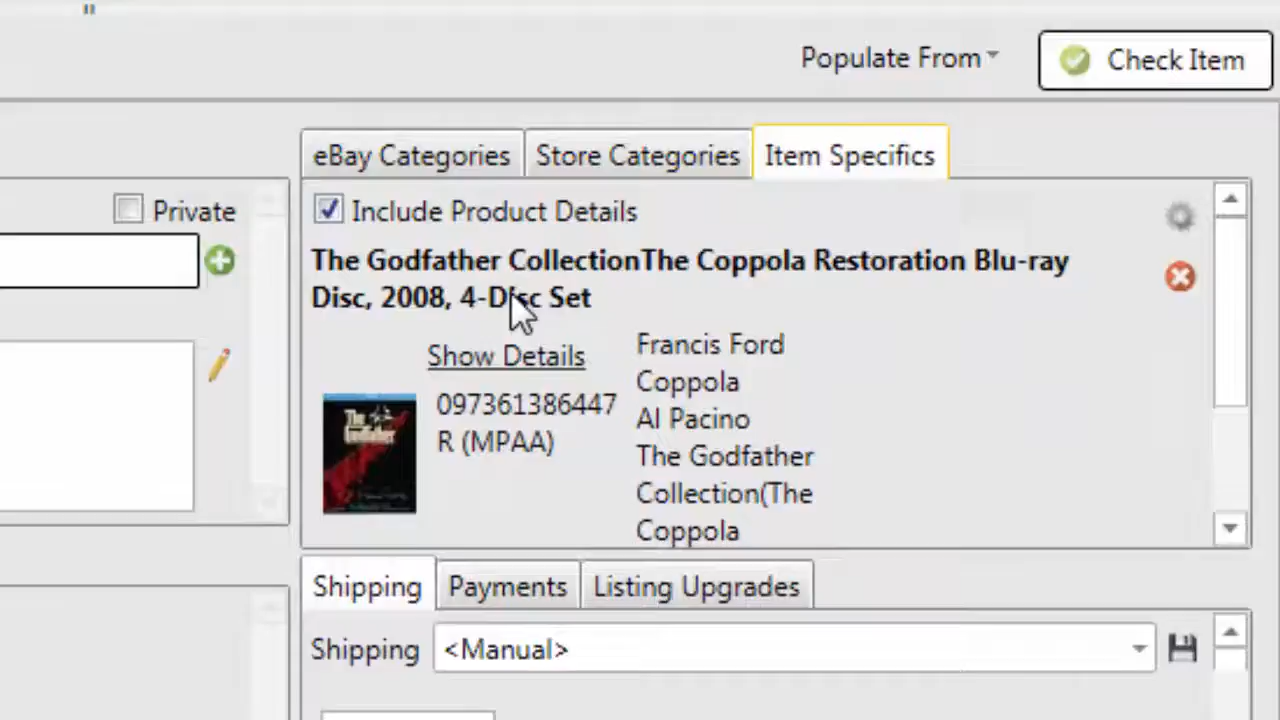 "
Populate From
Check Item
eBay Categories
Store Categories
Item Specifics
Private
Include Product Details
The Godfather CollectionThe Coppola Restoration Blu-ray
Disc, 2008, 4-Disc Set
Show Details
097361386447
R (MPAA)
Francis Ford
Coppola
Al Pacino
The Godfather
Collection(The
Coppola
The Godfather
Shipping
Payments
Listing Upgrades
Shipping
<Manual>